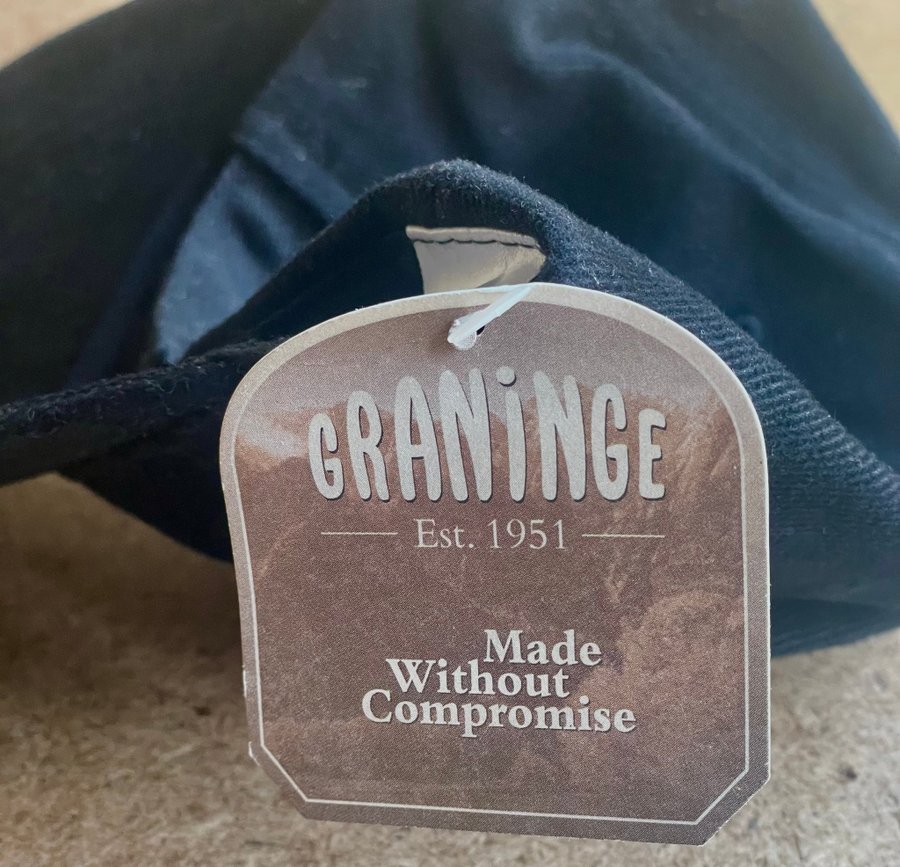 GRANiNGE
Est. 1951
Made
Without
Compromise